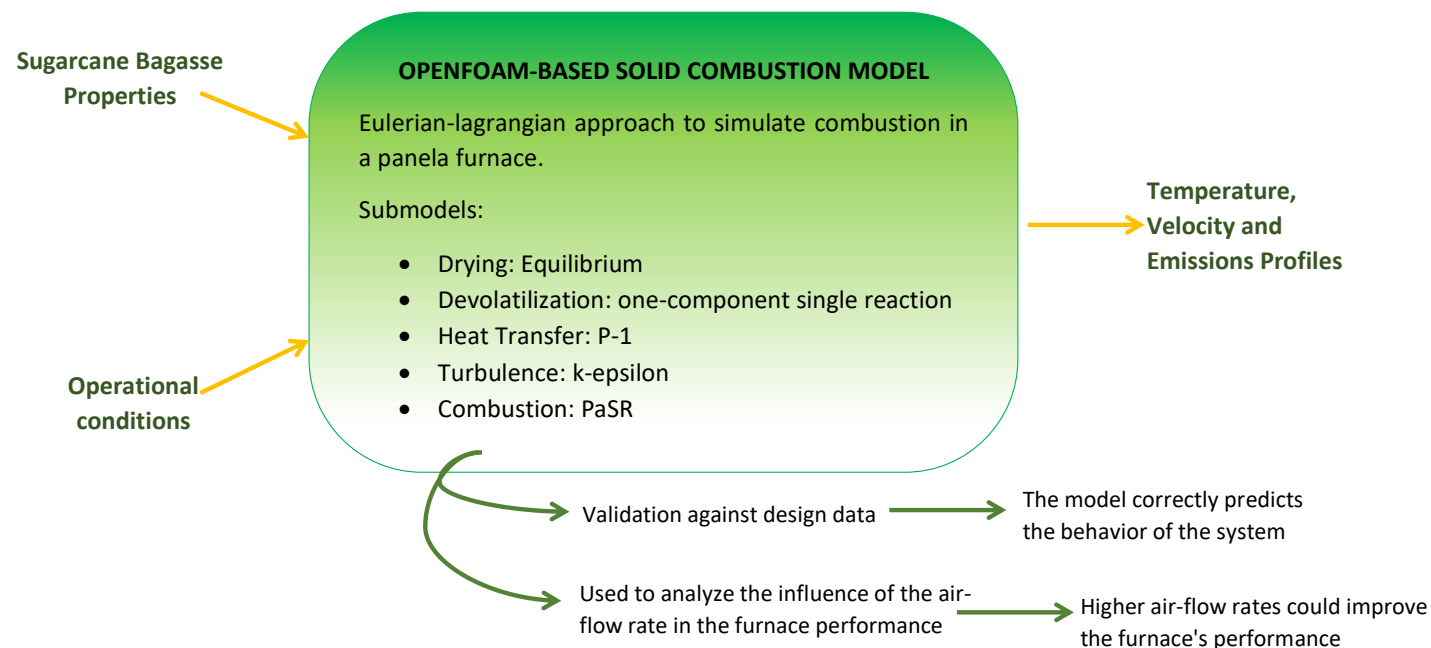 Sugarcane Bagasse
Properties
Operational
conditions
OPENFOAM-BASED SOLID COMBUSTION MODEL
Eulerian-lagrangian approach to simulate combustion in
a panela furnace.
Submodels:
• Drying: Equilibrium
• Devolatilization: one-component single reaction
• Heat Transfer: P-1
• Turbulence: k-epsilon
• Combustion: PaSR
Temperature,
Velocity and
Emissions Profiles
Validation against design data
The model correctly predicts
the behavior of the system
Used to analyze the influence of the air-
flow rate in the furnace performance
Higher air-flow rates could improve
the furnace's performance